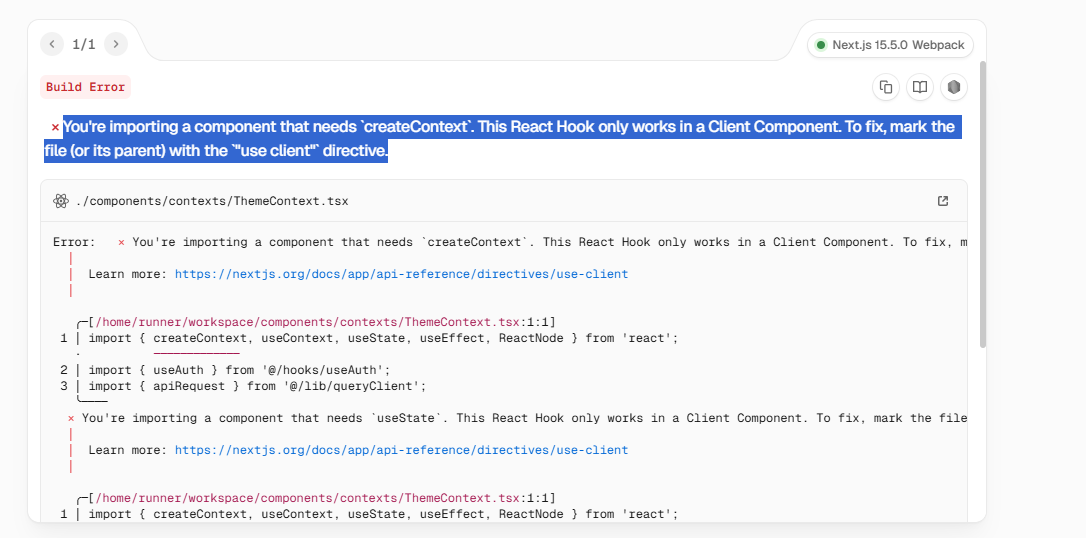 1/1
Next.js 15.5.0 Webpack
Build Error
× You're importing a component that needs `createContext`. This React Hook only works in a Client Component. To fix, mark the
file (or its parent) with the `"use client"` directive.
./components/contexts/ThemeContext.tsx
Error:   × You're importing a component that needs `createContext`. This React Hook only works in a Client Component. To fix, m
  |
  |  Learn more: https://nextjs.org/docs/app/api-reference/directives/use-client
  |
   ╭─[/home/runner/workspace/components/contexts/ThemeContext.tsx:1:1]
 1 │ import { createContext, useContext, useState, useEffect, ReactNode } from 'react';
   ·          ─────────────
 2 │ import { useAuth } from '@/hooks/useAuth';
 3 │ import { apiRequest } from '@/lib/queryClient';
   ╰────
  × You're importing a component that needs `useState`. This React Hook only works in a Client Component. To fix, mark the file
  |
  |  Learn more: https://nextjs.org/docs/app/api-reference/directives/use-client
  |
   ╭─[/home/runner/workspace/components/contexts/ThemeContext.tsx:1:1]
 1 │ import { createContext, useContext, useState, useEffect, ReactNode } from 'react';